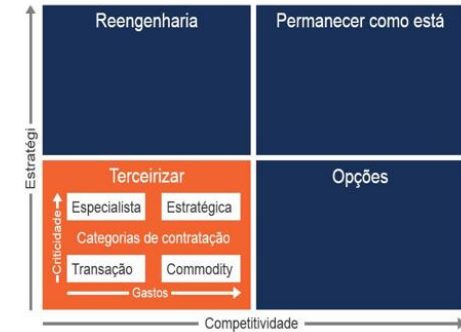 Reengenharia
Permanecer como está
Estratégi
Terceirizar
Opções
Especialista
Estratégica
Criticidade
Categorias de contratação
Transação
Commodity
Gastos
Competitividade